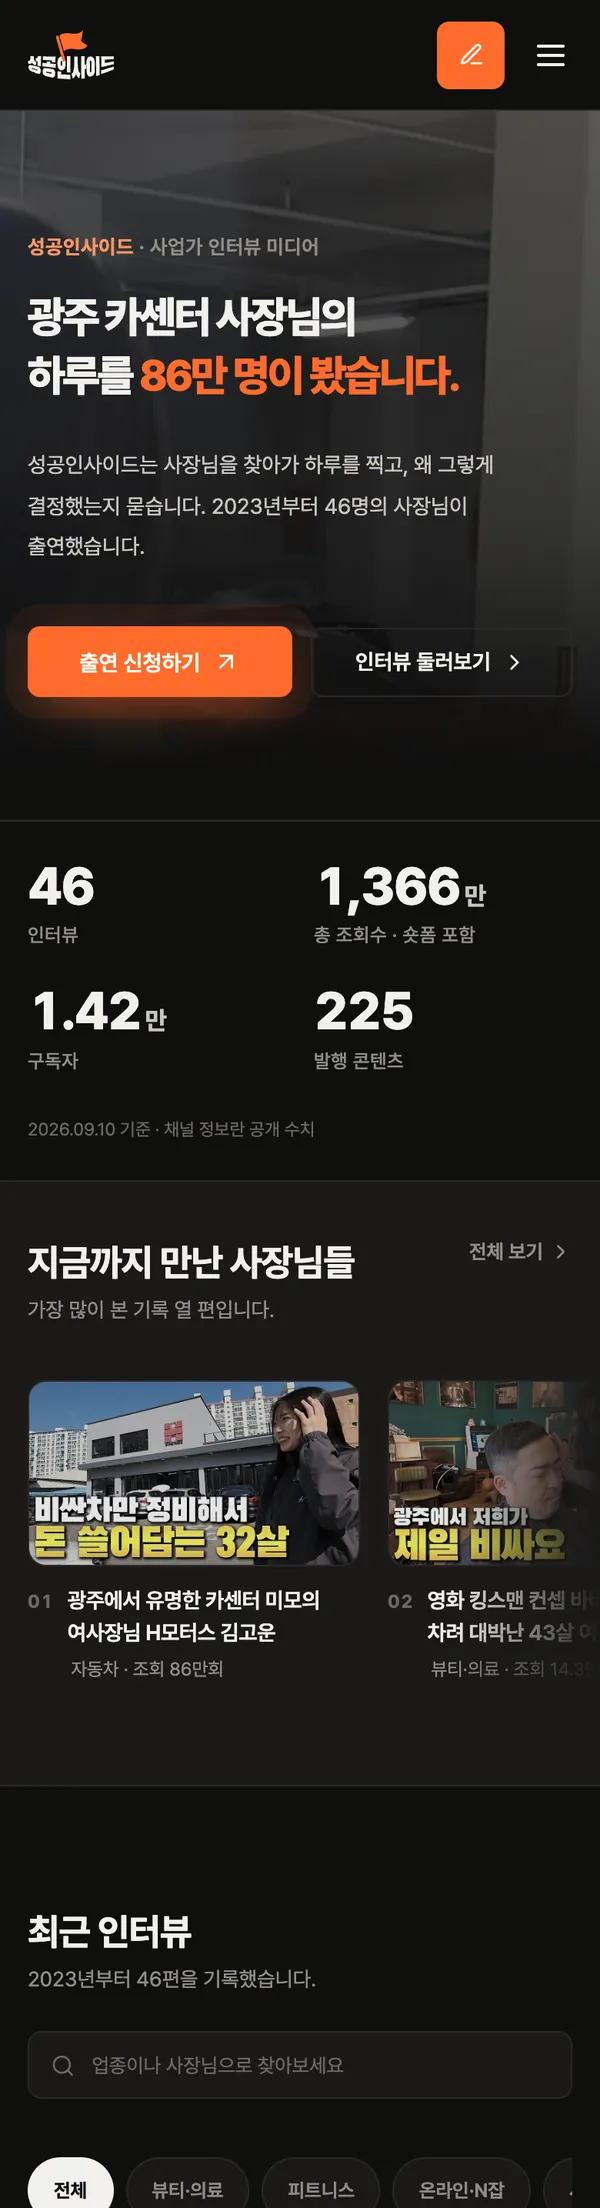 성공인사이드
성공인사이드 · 사업가 인터뷰 미디어
광주 카센터 사장님의
하루를 86만 명이 봤습니다.
성공인사이드는 사장님을 찾아가 하루를 찍고, 왜 그렇게
결정했는지 묻습니다. 2023년부터 46명의 사장님이
출연했습니다.
출연 신청하기
인터뷰 둘러보기
46
인터뷰
1,366만
총 조회수 · 숏폼 포함
1.42만
구독자
225
발행 콘텐츠
2026.09.10 기준 · 채널 정보란 공개 수치
지금까지 만난 사장님들
전체 보기
가장 많이 본 기록 열 편입니다.
비싼차만 정비해서
돈 쓸어담는 32살
01 광주에서 유명한 카센터 미모의
여사장님 H모터스 김고운
자동차 · 조회 86만회
광주에서 저희가
제일 비싸요
02 영화 킹스맨 컨셉
차려 대박난 43살
뷰티·의료 · 조회 14.3
최근 인터뷰
2023년부터 46편을 기록했습니다.
업종이나 사장님으로 찾아보세요
전체
뷰티·의료
피트니스
온라인·N잡